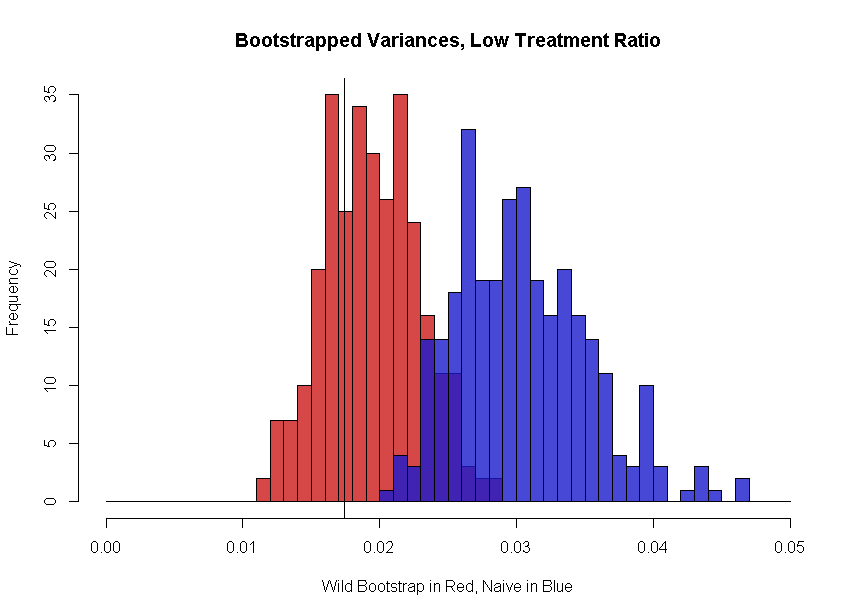 Bootstrapped Variances, Low Treatment Ratio
35
30
25
20
15
10
5
0
Frequency
0.00 0.01 0.02 0.03 0.04 0.05
Wild Bootstrap in Red, Naive in Blue